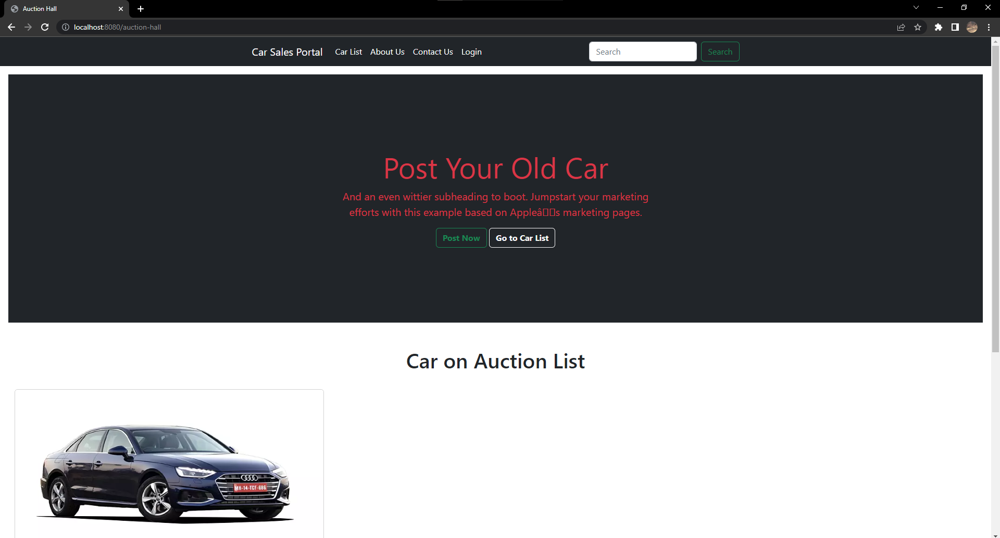 Auction Hall
localhost:8080/auction-hall
Car Sales Portal Car List About Us Contact Us Login Search Search
Post Your Old Car
And an even wittier subheading to boot. Jumpstart your marketing
efforts with this example based on Appleâ▯▯s marketing pages.
Post Now Go to Car List
Car on Auction List
MH-14-TCF-686